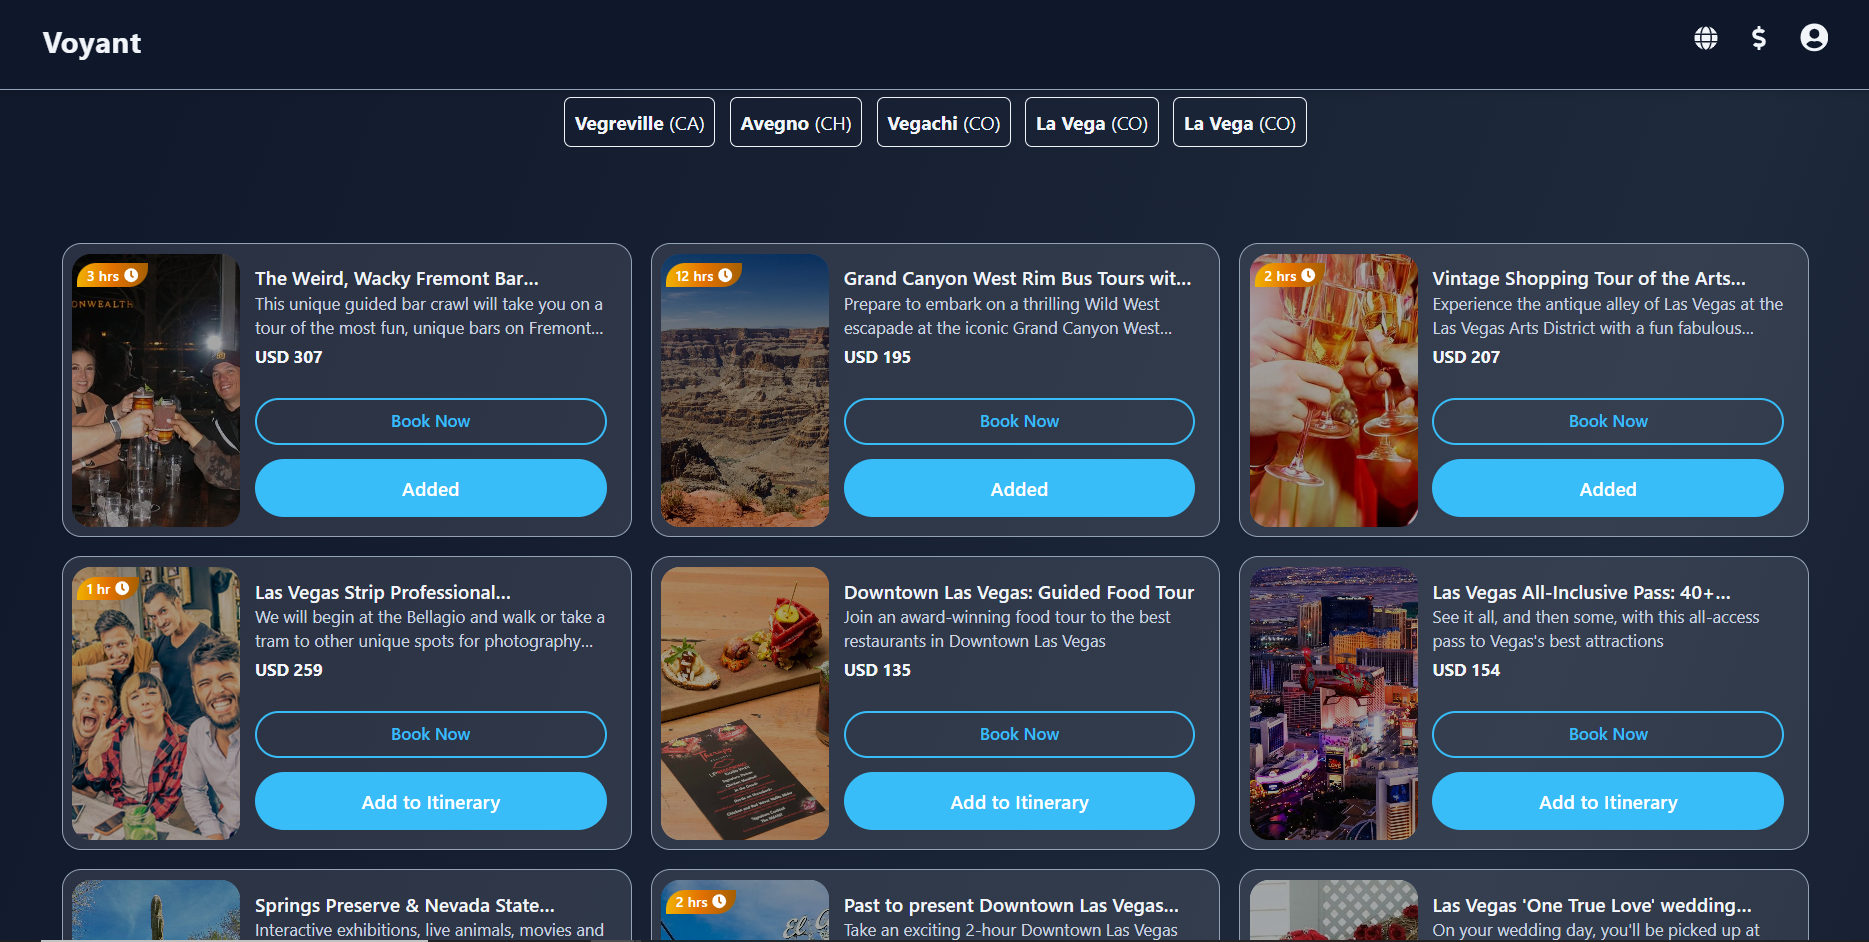 Voyant
Vegreville (CA)
Avegno (CH)
Vegachi (CO)
La Vega (CO)
La Vega (CO)
3 hrs
ONWEALTH
The Weird, Wacky Fremont Bar...
This unique guided bar crawl will take you on a
tour of the most fun, unique bars on Fremont...
USD 307
Book Now
Added
12 hrs
Grand Canyon West Rim Bus Tours wit...
Prepare to embark on a thrilling Wild West
escapade at the iconic Grand Canyon West...
USD 195
Book Now
Added
2 hrs
Vintage Shopping Tour of the Arts...
Experience the antique alley of Las Vegas at the
Las Vegas Arts District with a fun fabulous...
USD 207
Book Now
Added
1 hr
Las Vegas Strip Professional...
We will begin at the Bellagio and walk or take a
tram to other unique spots for photography...
USD 259
Book Now
Add to Itinerary
Downtown Las Vegas: Guided Food Tour
Join an award-winning food tour to the best
restaurants in Downtown Las Vegas
USD 135
Book Now
Add to Itinerary
Las Vegas All-Inclusive Pass: 40+...
See it all, and then some, with this all-access
pass to Vegas's best attractions
USD 154
Book Now
Add to Itinerary
Springs Preserve & Nevada State...
Interactive exhibitions, live animals, movies and
2 hrs
El
Past to present Downtown Las Vegas...
Take an exciting 2-hour Downtown Las Vegas
Las Vegas 'One True Love' wedding...
On your wedding day, you'll be picked up at